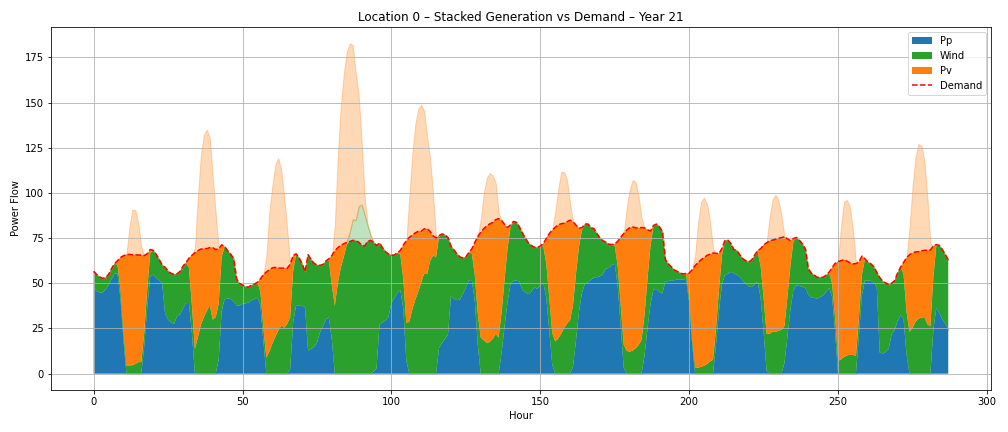 Location 0 – Stacked Generation vs Demand – Year 21
Pp
Wind
Pv
Demand
Power Flow
175
150
125
100
75
50
25
0
0
50
100
150
200
250
300
Hour